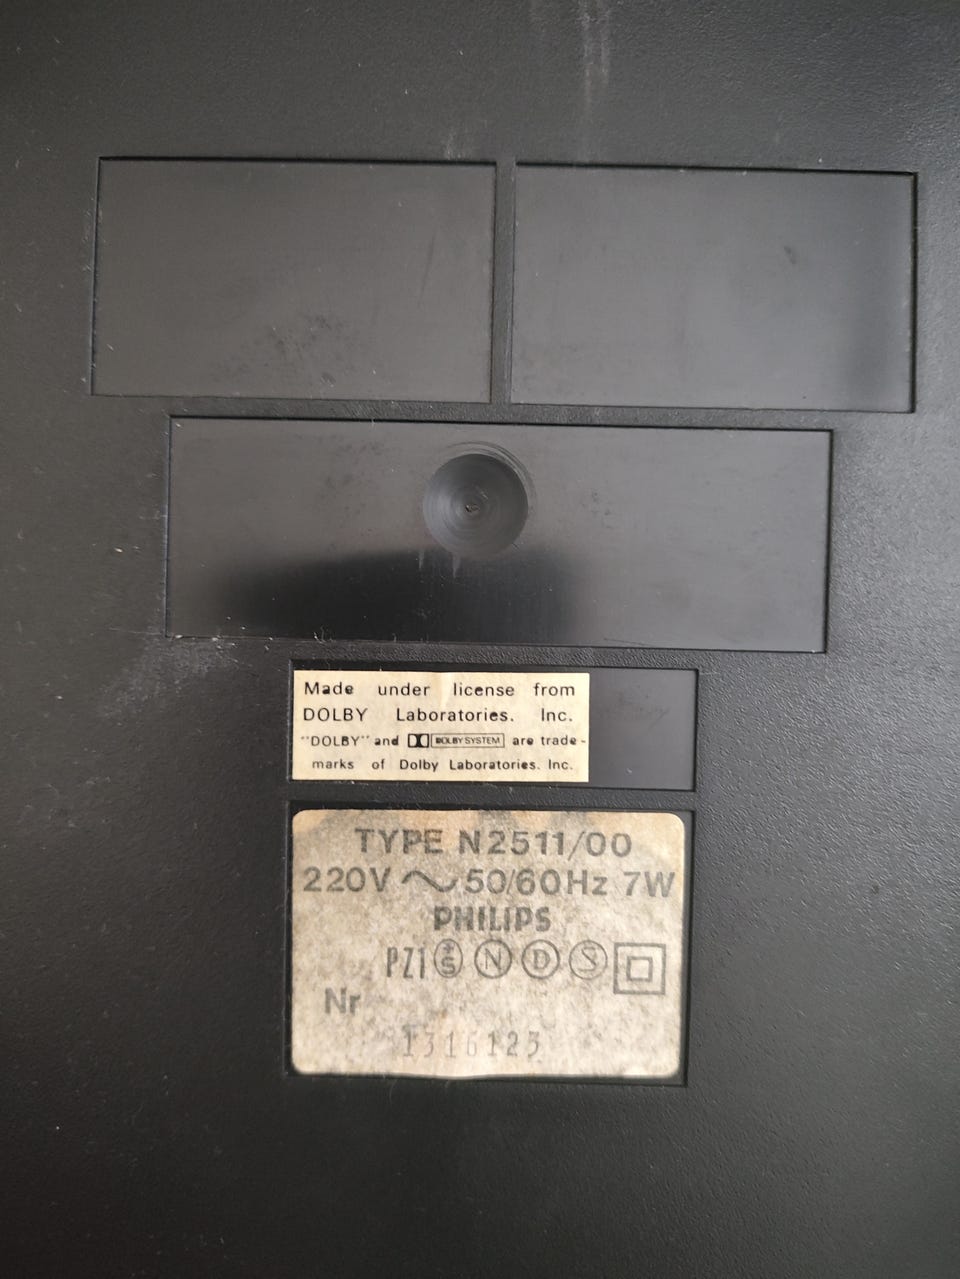 Made under license from
DOLBY Laboratories. Inc.
"DOLBY" and DOLBY SYSTEM are trade-
marks of Dolby Laboratories. Inc.
TYPE N2511/00
220V ~ 50/60Hz 7W
PHILIPS
PZI +S N D S
Nr
1316123